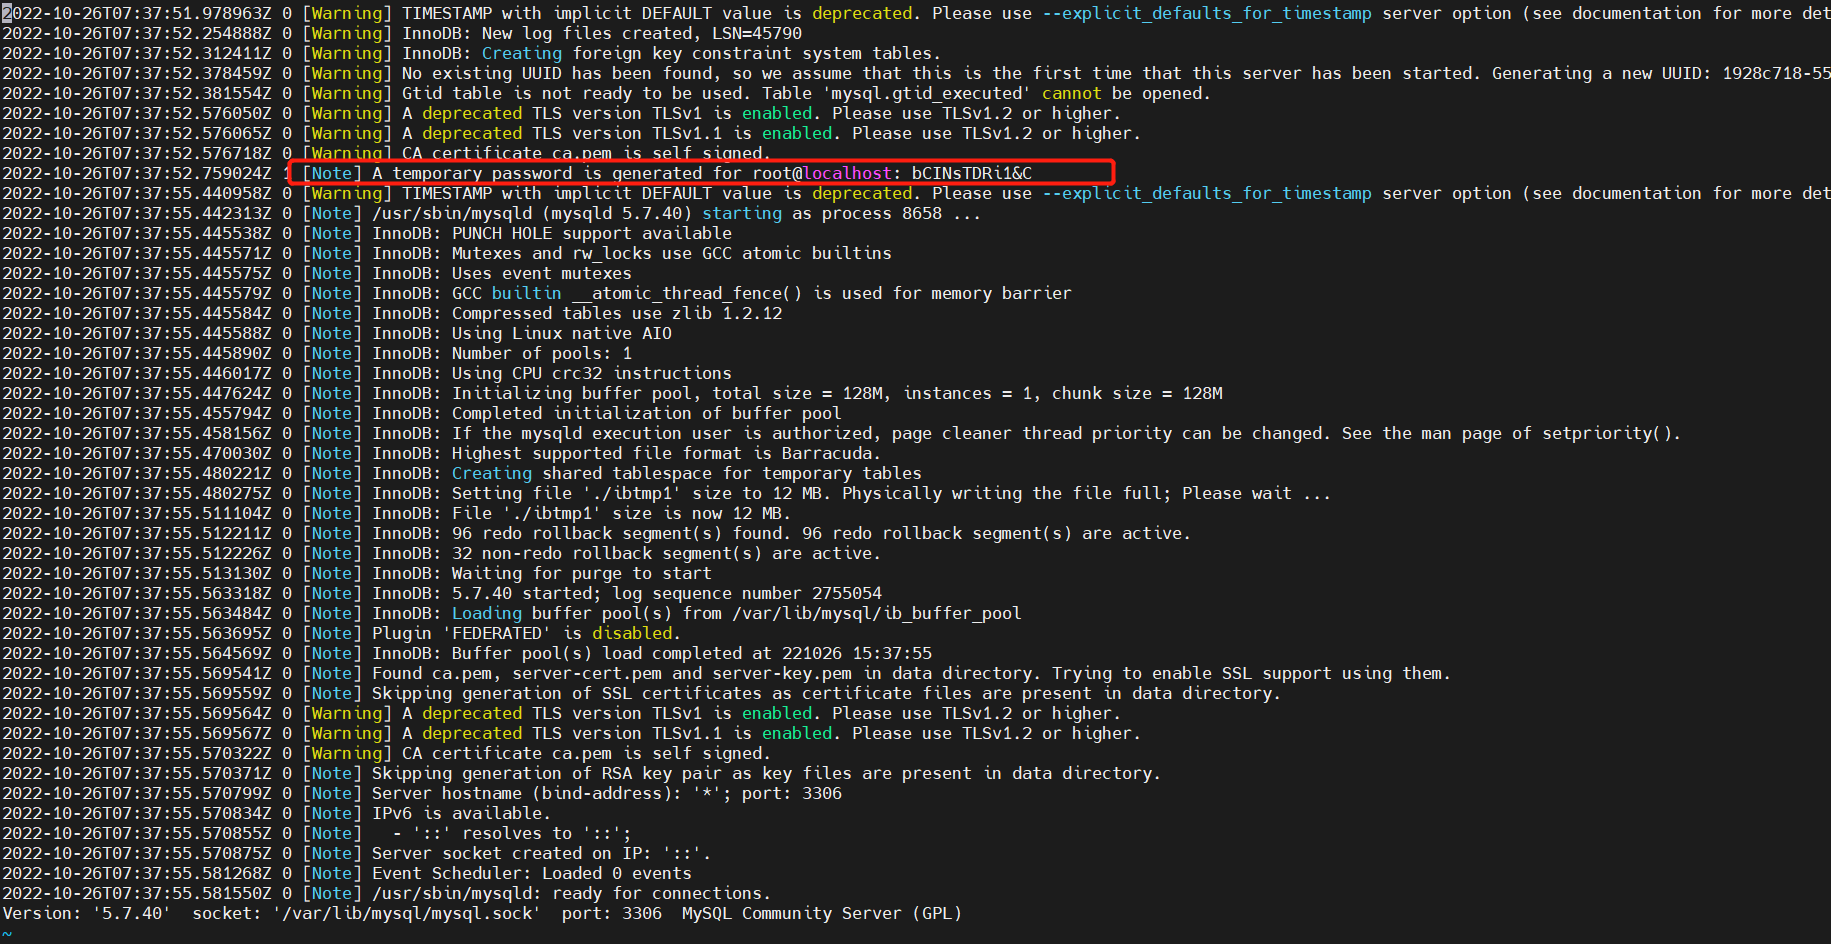 2022-10-26T07:37:51.978963Z 0 [Warning] TIMESTAMP with implicit DEFAULT value is deprecated. Please use --explicit_defaults_for_timestamp server option (see documentation for more det
2022-10-26T07:37:52.254888Z 0 [Warning] InnoDB: New log files created, LSN=45790
2022-10-26T07:37:52.312411Z 0 [Warning] InnoDB: Creating foreign key constraint system tables.
2022-10-26T07:37:52.378459Z 0 [Warning] No existing UUID has been found, so we assume that this is the first time that this server has been started. Generating a new UUID: 1928c718-55
2022-10-26T07:37:52.381554Z 0 [Warning] Gtid table is not ready to be used. Table 'mysql.gtid_executed' cannot be opened.
2022-10-26T07:37:52.576050Z 0 [Warning] A deprecated TLS version TLSv1 is enabled. Please use TLSv1.2 or higher.
2022-10-26T07:37:52.576065Z 0 [Warning] A deprecated TLS version TLSv1.1 is enabled. Please use TLSv1.2 or higher.
2022-10-26T07:37:52.576718Z 0 [Warning] CA certificate ca.pem is self signed.
2022-10-26T07:37:52.759024Z 1 [Note] A temporary password is generated for root@localhost: bCINsTDRi1&C
2022-10-26T07:37:55.440958Z 0 [Warning] TIMESTAMP with implicit DEFAULT value is deprecated. Please use --explicit_defaults_for_timestamp server option (see documentation for more det
2022-10-26T07:37:55.442313Z 0 [Note] /usr/sbin/mysqld (mysqld 5.7.40) starting as process 8658 ...
2022-10-26T07:37:55.445538Z 0 [Note] InnoDB: PUNCH HOLE support available
2022-10-26T07:37:55.445571Z 0 [Note] InnoDB: Mutexes and rw_locks use GCC atomic builtins
2022-10-26T07:37:55.445575Z 0 [Note] InnoDB: Uses event mutexes
2022-10-26T07:37:55.445579Z 0 [Note] InnoDB: GCC builtin __atomic_thread_fence() is used for memory barrier
2022-10-26T07:37:55.445584Z 0 [Note] InnoDB: Compressed tables use zlib 1.2.12
2022-10-26T07:37:55.445588Z 0 [Note] InnoDB: Using Linux native AIO
2022-10-26T07:37:55.445890Z 0 [Note] InnoDB: Number of pools: 1
2022-10-26T07:37:55.446017Z 0 [Note] InnoDB: Using CPU crc32 instructions
2022-10-26T07:37:55.447624Z 0 [Note] InnoDB: Initializing buffer pool, total size = 128M, instances = 1, chunk size = 128M
2022-10-26T07:37:55.455794Z 0 [Note] InnoDB: Completed initialization of buffer pool
2022-10-26T07:37:55.458156Z 0 [Note] InnoDB: If the mysqld execution user is authorized, page cleaner thread priority can be changed. See the man page of setpriority().
2022-10-26T07:37:55.470030Z 0 [Note] InnoDB: Highest supported file format is Barracuda.
2022-10-26T07:37:55.480221Z 0 [Note] InnoDB: Creating shared tablespace for temporary tables
2022-10-26T07:37:55.480275Z 0 [Note] InnoDB: Setting file './ibtmp1' size to 12 MB. Physically writing the file full; Please wait ...
2022-10-26T07:37:55.511104Z 0 [Note] InnoDB: File './ibtmp1' size is now 12 MB.
2022-10-26T07:37:55.512211Z 0 [Note] InnoDB: 96 redo rollback segment(s) found. 96 redo rollback segment(s) are active.
2022-10-26T07:37:55.512226Z 0 [Note] InnoDB: 32 non-redo rollback segment(s) are active.
2022-10-26T07:37:55.513130Z 0 [Note] InnoDB: Waiting for purge to start
2022-10-26T07:37:55.563318Z 0 [Note] InnoDB: 5.7.40 started; log sequence number 2755054
2022-10-26T07:37:55.563484Z 0 [Note] InnoDB: Loading buffer pool(s) from /var/lib/mysql/ib_buffer_pool
2022-10-26T07:37:55.563695Z 0 [Note] Plugin 'FEDERATED' is disabled.
2022-10-26T07:37:55.564569Z 0 [Note] InnoDB: Buffer pool(s) load completed at 221026 15:37:55
2022-10-26T07:37:55.569541Z 0 [Note] Found ca.pem, server-cert.pem and server-key.pem in data directory. Trying to enable SSL support using them.
2022-10-26T07:37:55.569559Z 0 [Note] Skipping generation of SSL certificates as certificate files are present in data directory.
2022-10-26T07:37:55.569564Z 0 [Warning] A deprecated TLS version TLSv1 is enabled. Please use TLSv1.2 or higher.
2022-10-26T07:37:55.569567Z 0 [Warning] A deprecated TLS version TLSv1.1 is enabled. Please use TLSv1.2 or higher.
2022-10-26T07:37:55.570322Z 0 [Warning] CA certificate ca.pem is self signed.
2022-10-26T07:37:55.570371Z 0 [Note] Skipping generation of RSA key pair as key files are present in data directory.
2022-10-26T07:37:55.570799Z 0 [Note] Server hostname (bind-address): '*'; port: 3306
2022-10-26T07:37:55.570834Z 0 [Note] IPv6 is available.
2022-10-26T07:37:55.570855Z 0 [Note]   - '::' resolves to '::';
2022-10-26T07:37:55.570875Z 0 [Note] Server socket created on IP: '::'.
2022-10-26T07:37:55.581268Z 0 [Note] Event Scheduler: Loaded 0 events
2022-10-26T07:37:55.581550Z 0 [Note] /usr/sbin/mysqld: ready for connections.
Version: '5.7.40'  socket: '/var/lib/mysql/mysql.sock'  port: 3306  MySQL Community Server (GPL)
~